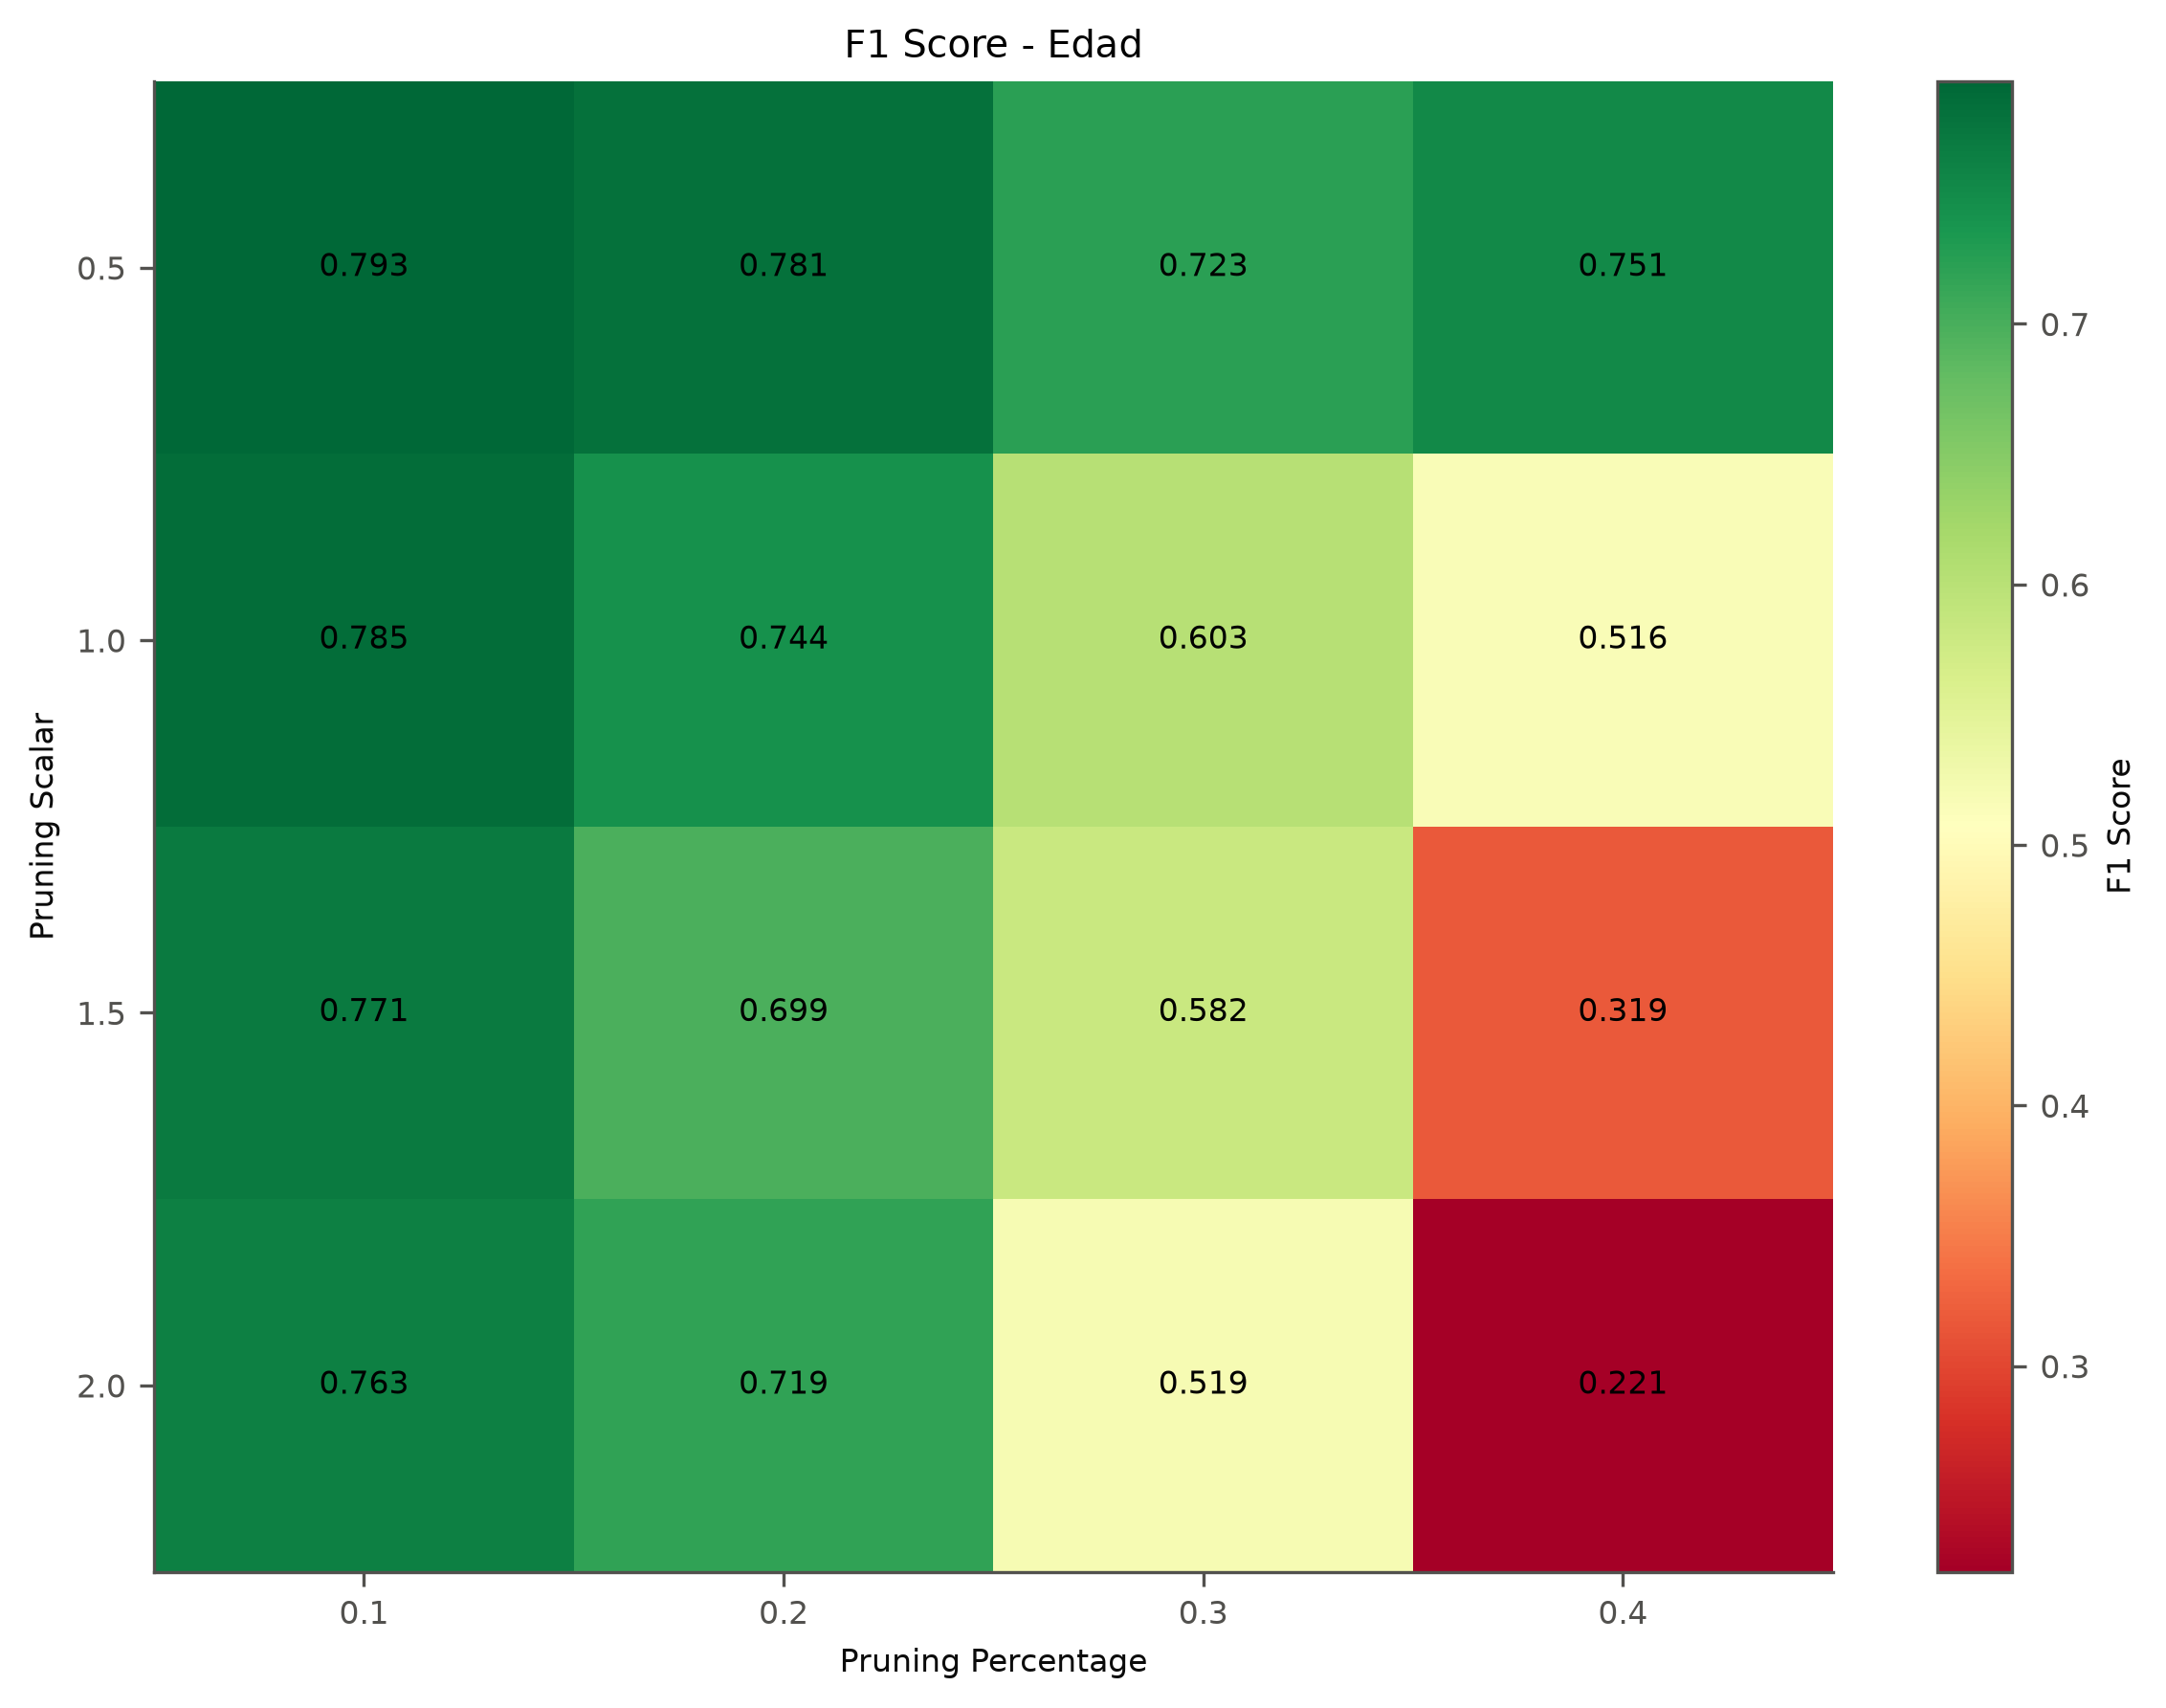 F1 Score - Edad
0.5 0.793 0.781 0.723 0.751
1.0 0.785 0.744 0.603 0.516
1.5 0.771 0.699 0.582 0.319
2.0 0.763 0.719 0.519 0.221
0.1 0.2 0.3 0.4
Pruning Percentage
Pruning Scalar
0.7
0.6
0.5
0.4
0.3
F1 Score